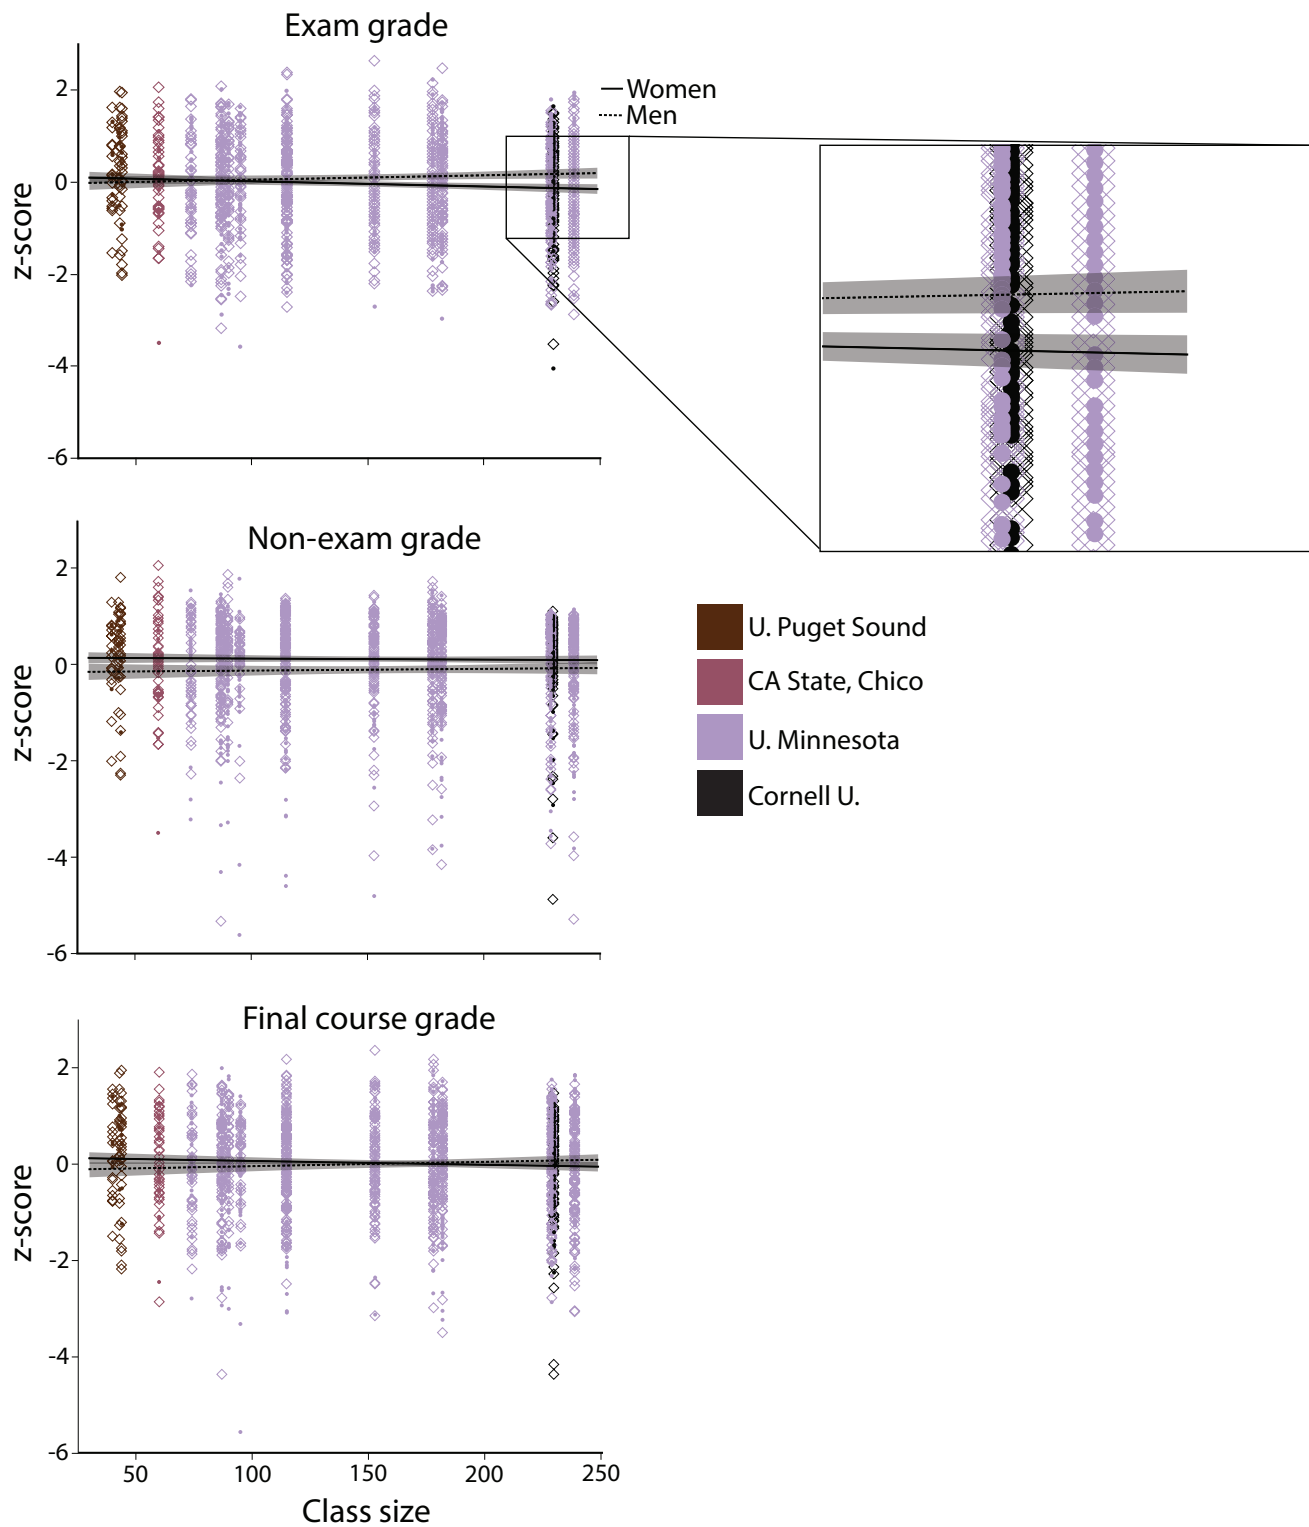 Exam grade
2
0
-2
-4
-6
z-score
Women
Men
Non-exam grade
2
0
-2
-4
-6
z-score
U. Puget Sound
CA State, Chico
U. Minnesota
Cornell U.
Final course grade
2
0
-2
-4
-6
z-score
50 100 150 200 250
Class size